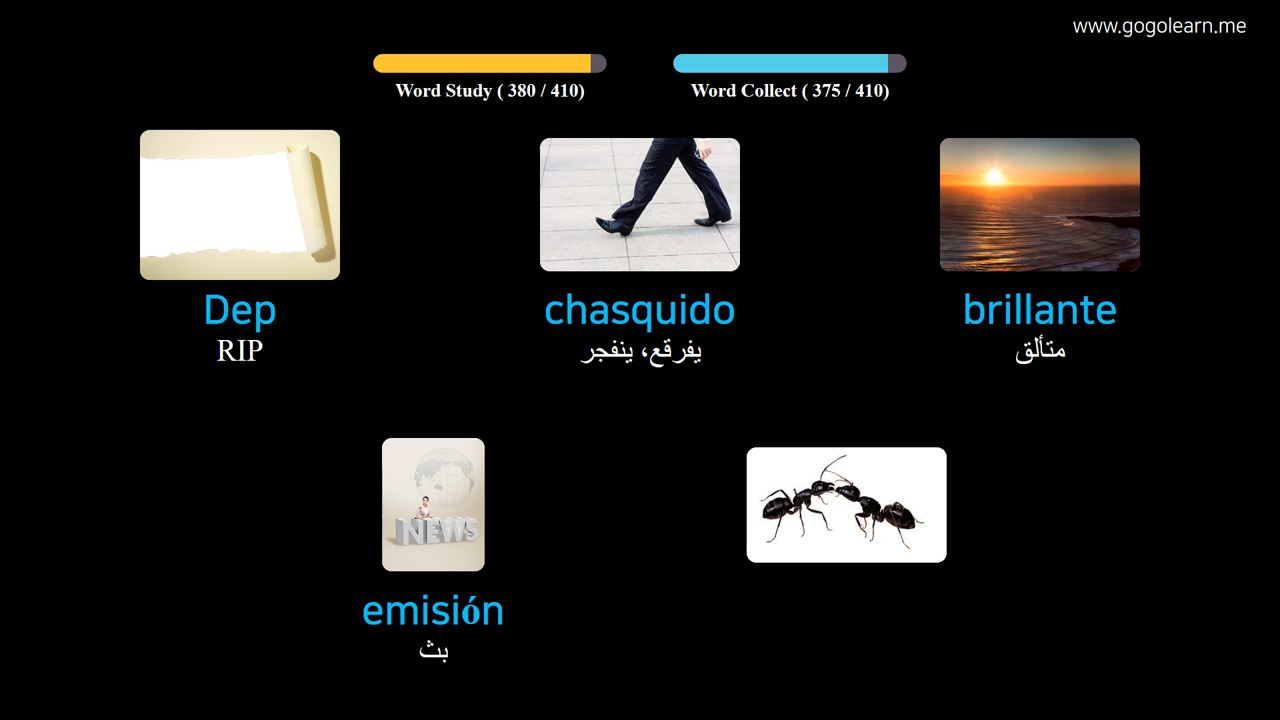 www.gogolearn.me
Word Study ( 380 / 410)
Word Collect ( 375 / 410)
Dep
RIP
chasquido
يفرقع، ينفجر
brillante
متألق
NEWS
emisión
بث